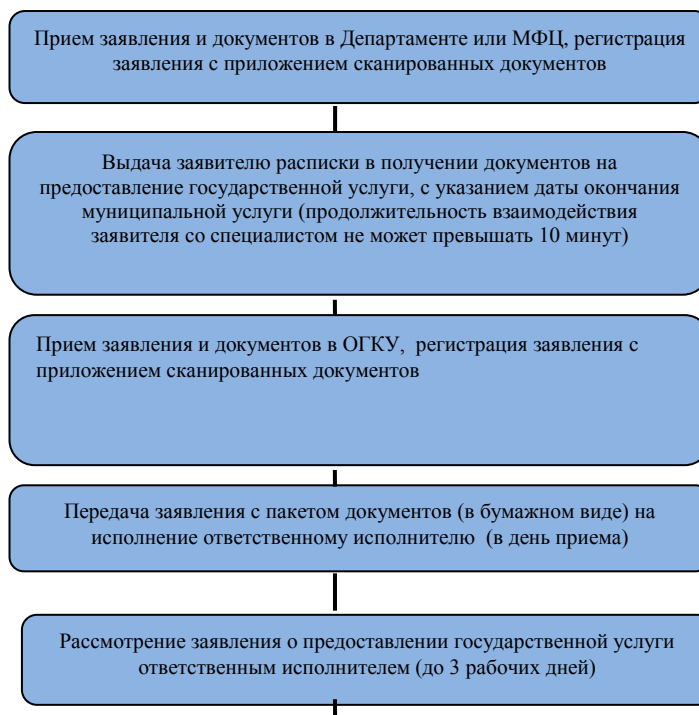 Прием заявления и документов в Департаменте или МФЦ, регистрация
заявления с приложением сканированных документов
Выдача заявителю расписки в получении документов на
предоставление государственной услуги, с указанием даты окончания
муниципальной услуги (продолжительность взаимодействия
заявителя со специалистом не может превышать 10 минут)
Прием заявления и документов в ОГКУ, регистрация заявления с
приложением сканированных документов
Передача заявления с пакетом документов (в бумажном виде) на
исполнение ответственному исполнителю (в день приема)
Рассмотрение заявления о предоставлении государственной услуги
ответственным исполнителем (до 3 рабочих дней)